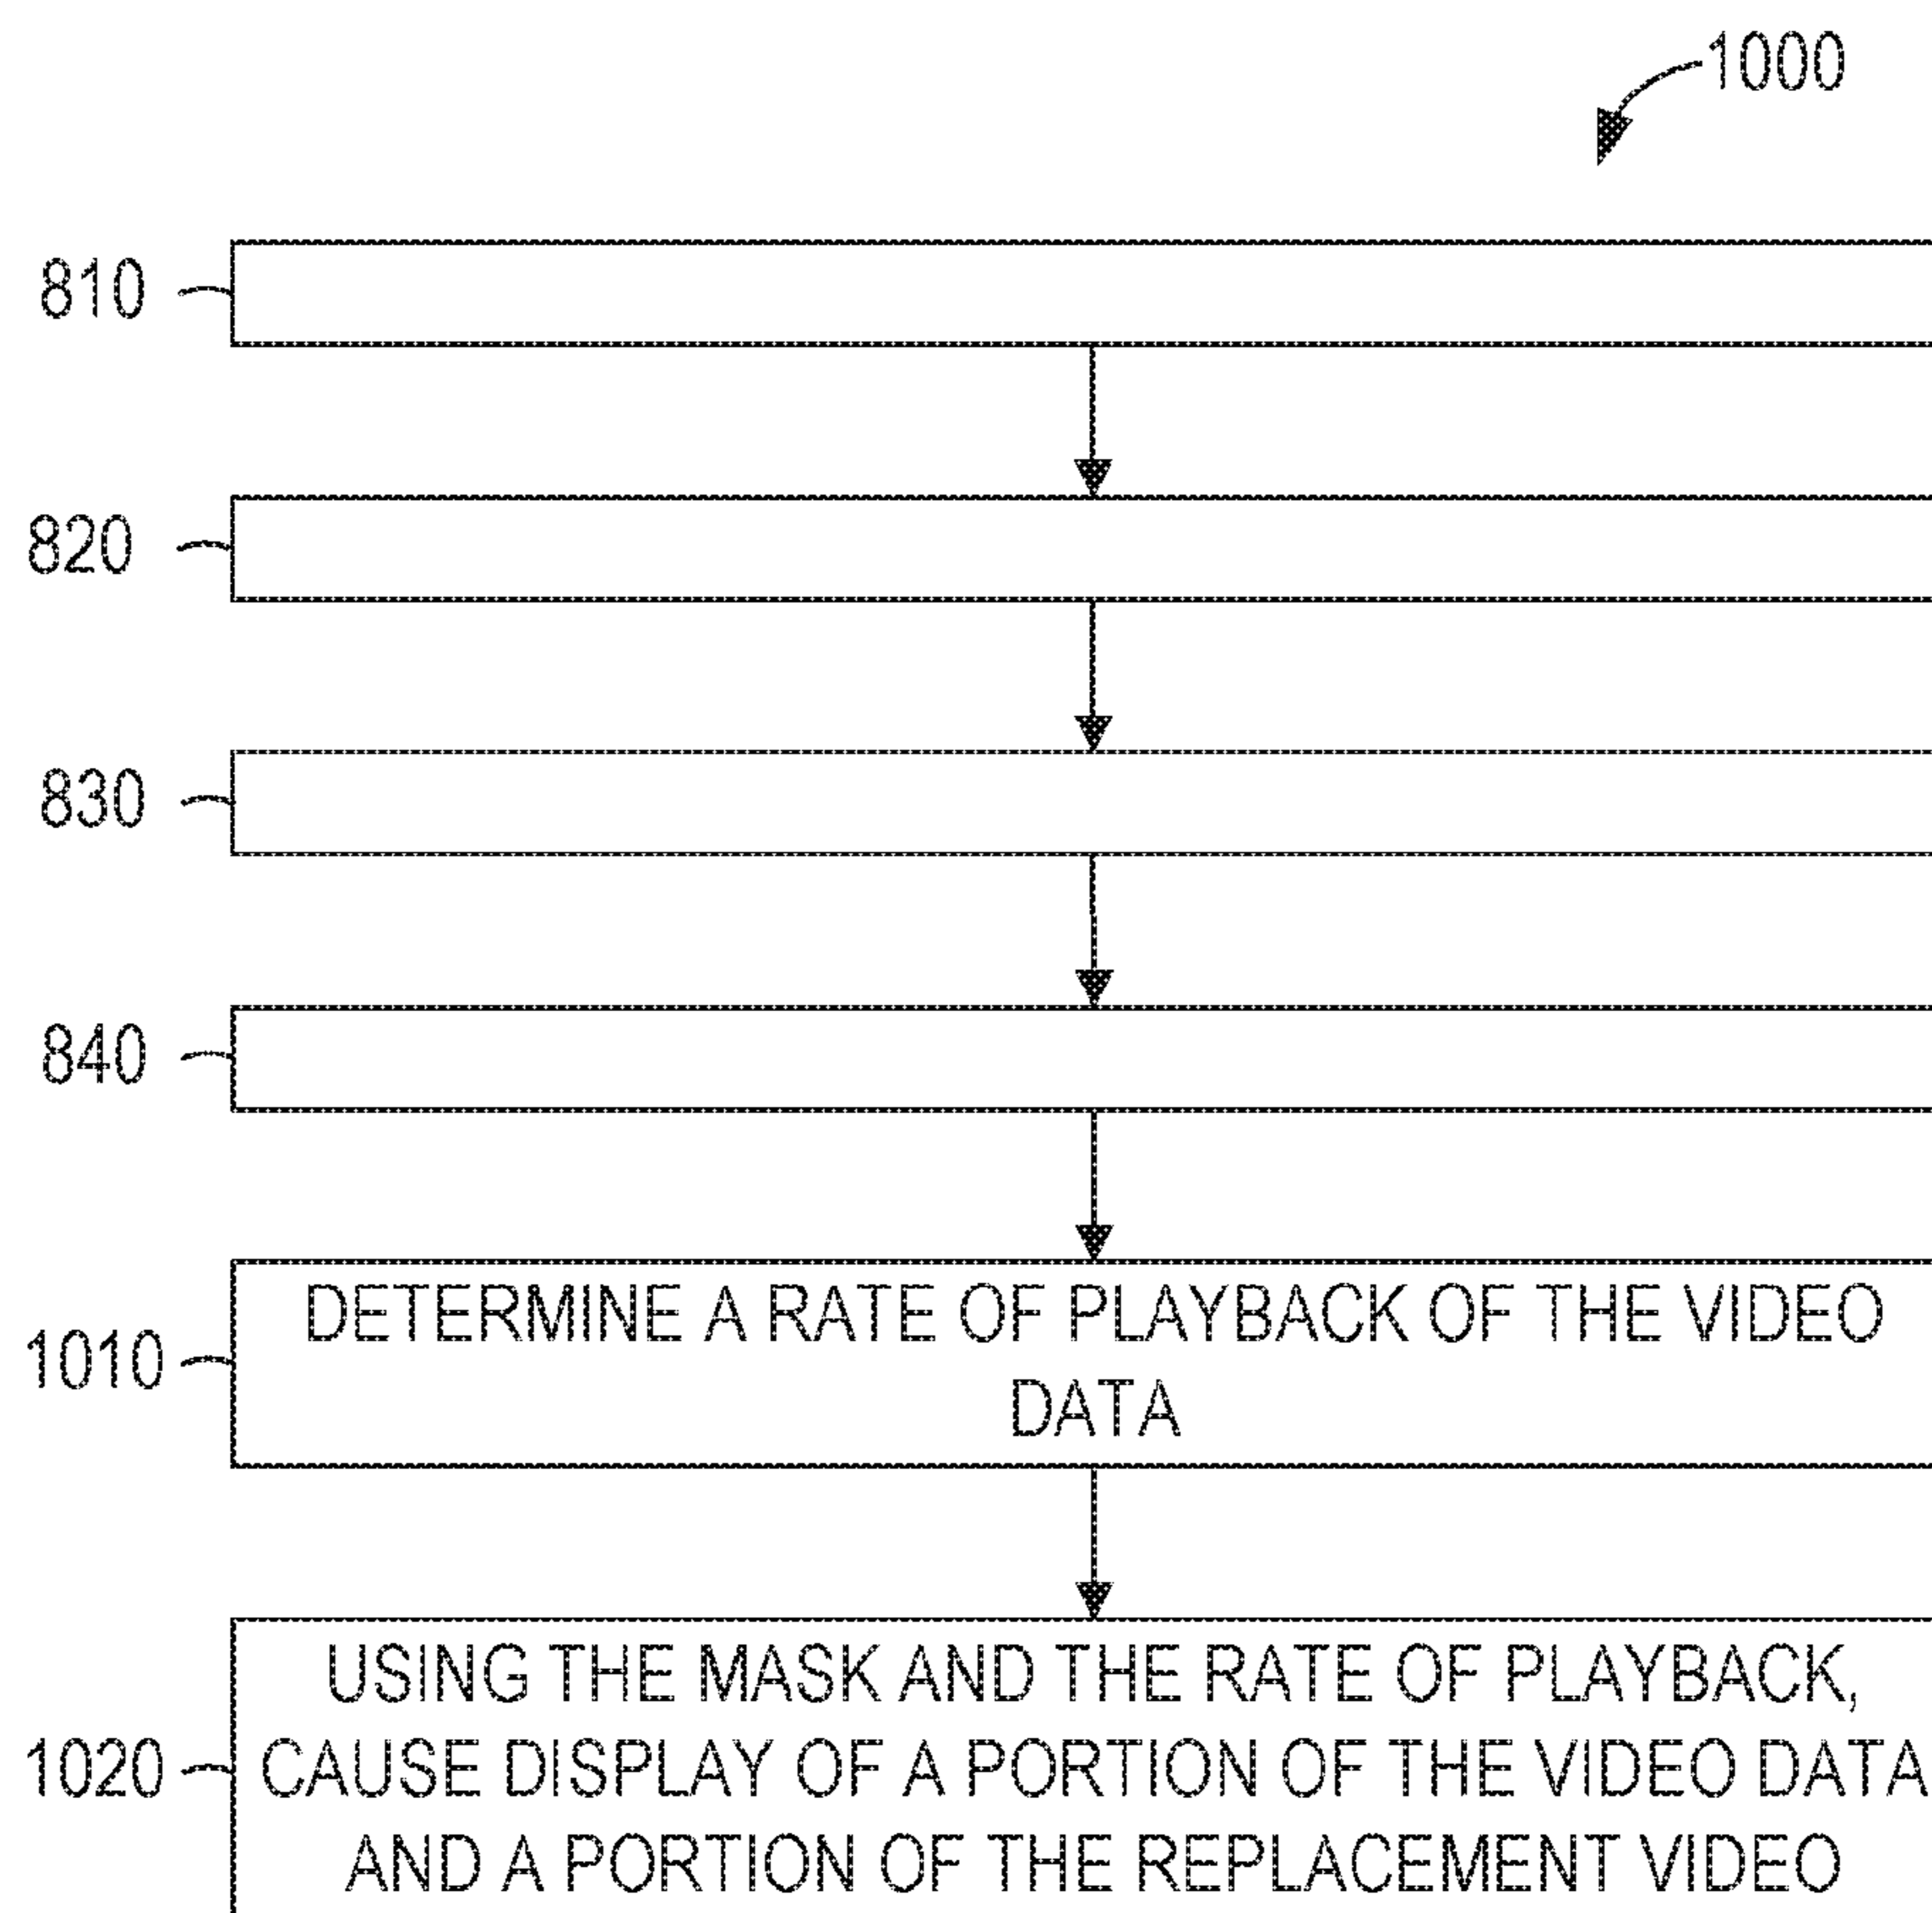 1000
810
820
830
840
1010
DETERMINE A RATE OF PLAYBACK OF THE VIDEO
DATA
1020
USING THE MASK AND THE RATE OF PLAYBACK,
CAUSE DISPLAY OF A PORTION OF THE VIDEO DATA
AND A PORTION OF THE REPLACEMENT VIDEO